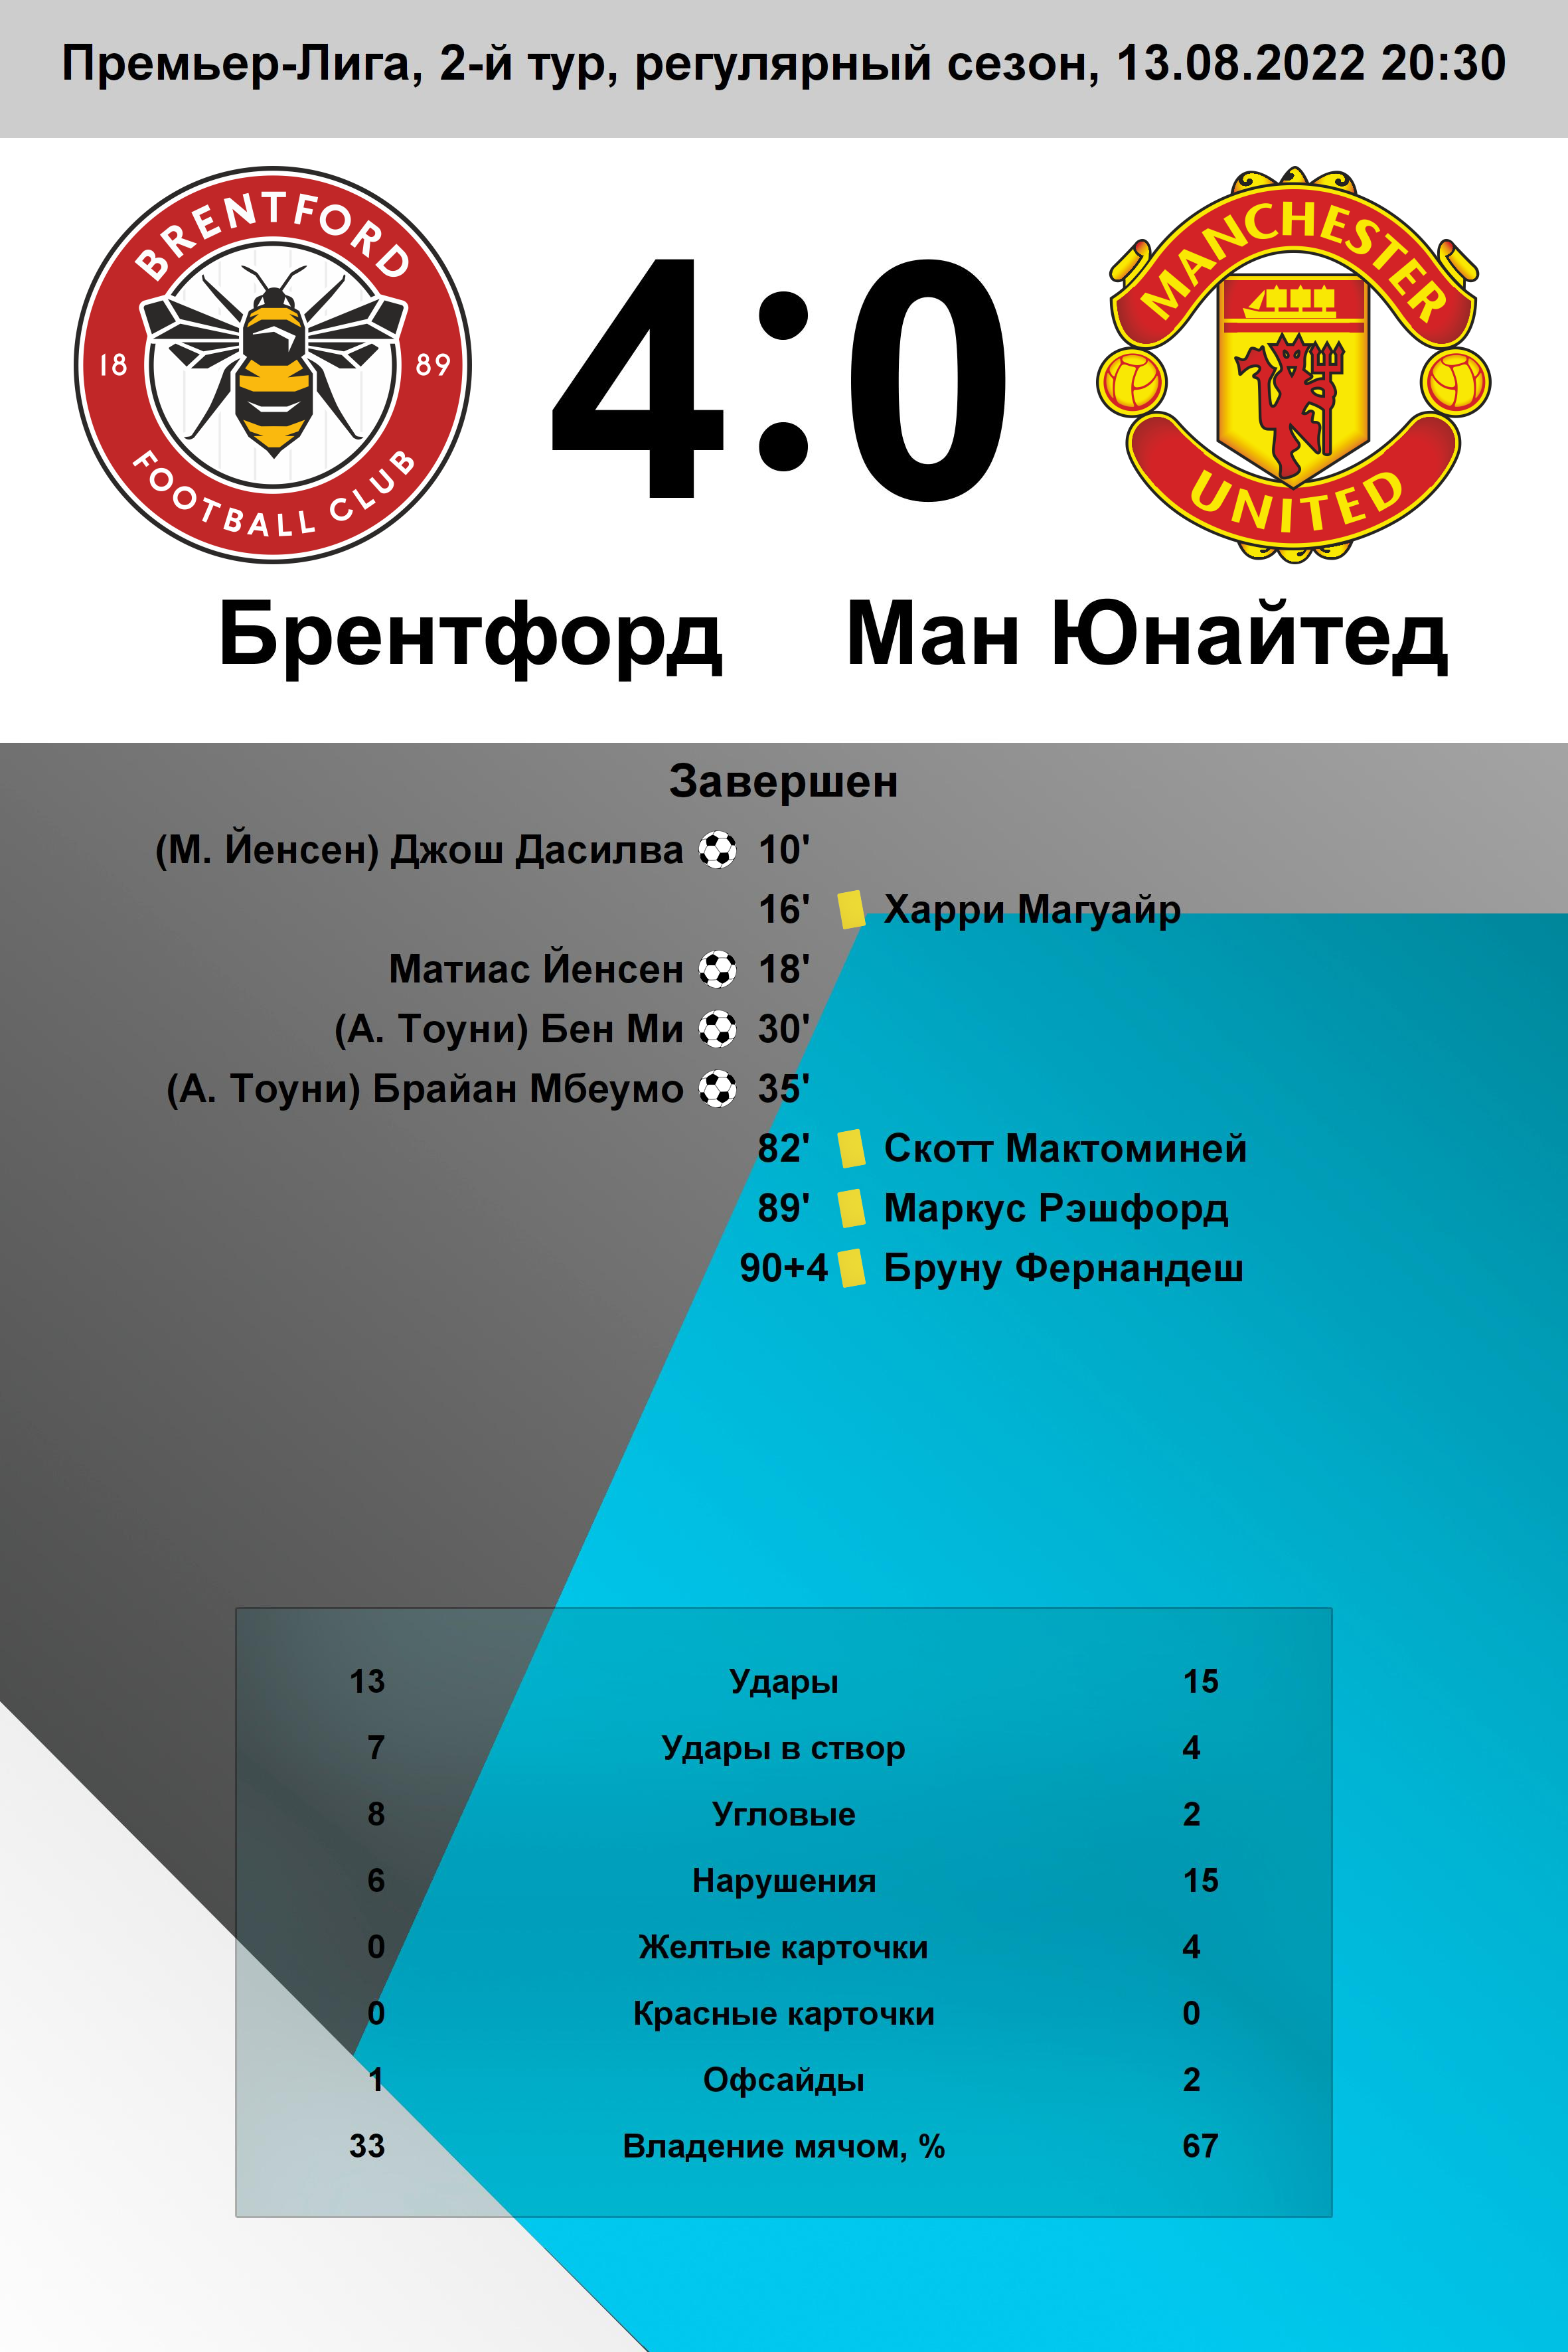 Премьер-Лига, 2-й тур, регулярный сезон, 13.08.2022 20:30
BRENTFORD
18 89
FOOTBALL CLUB
4:0
MANCHESTER
UNITED
Брентфорд Ман Юнайтед
Завершен
(М. Йенсен) Джош Дасилва 10'
16' Харри Магуайр
Матиас Йенсен 18'
(А. Тоуни) Бен Ми 30'
(А. Тоуни) Брайан Мбеумо 35'
82' Скотт Мактоминей
89' Маркус Рэшфорд
90+4 Бруну Фернандеш
13 Удары 15
7 Удары в створ 4
8 Угловые 2
6 Нарушения 15
0 Желтые карточки 4
0 Красные карточки 0
1 Офсайды 2
33 Владение мячом, % 67